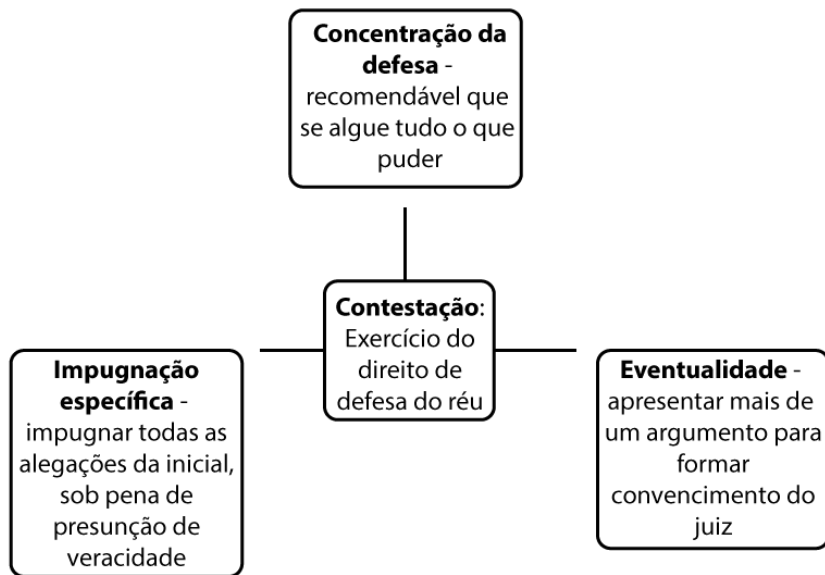 Concentração da
defesa -
recomendável que
se algue tudo o que
puder
Contestação:
Exercício do
direito de
defesa do réu
Impugnação
específica -
impugnar todas as
alegações da inicial,
sob pena de
presunção de
veracidade
Eventualidade -
apresentar mais de
um argumento para
formar
convencimento do
juiz